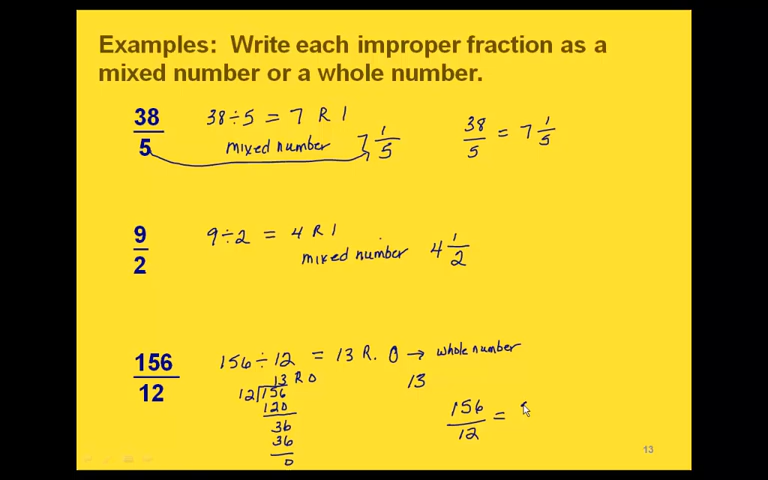 Examples: Write each improper fraction as a
mixed number or a whole number.
38/5 38 ÷ 5 = 7 R 1
mixed number 7 1/5
38/5 = 7 1/5
9/2 9 ÷ 2 = 4 R 1
mixed number 4 1/2
156/12 156 ÷ 12 = 13 R. 0 → whole number
13 R 0 13
12 156
120
36
36
0
156/12 =
13